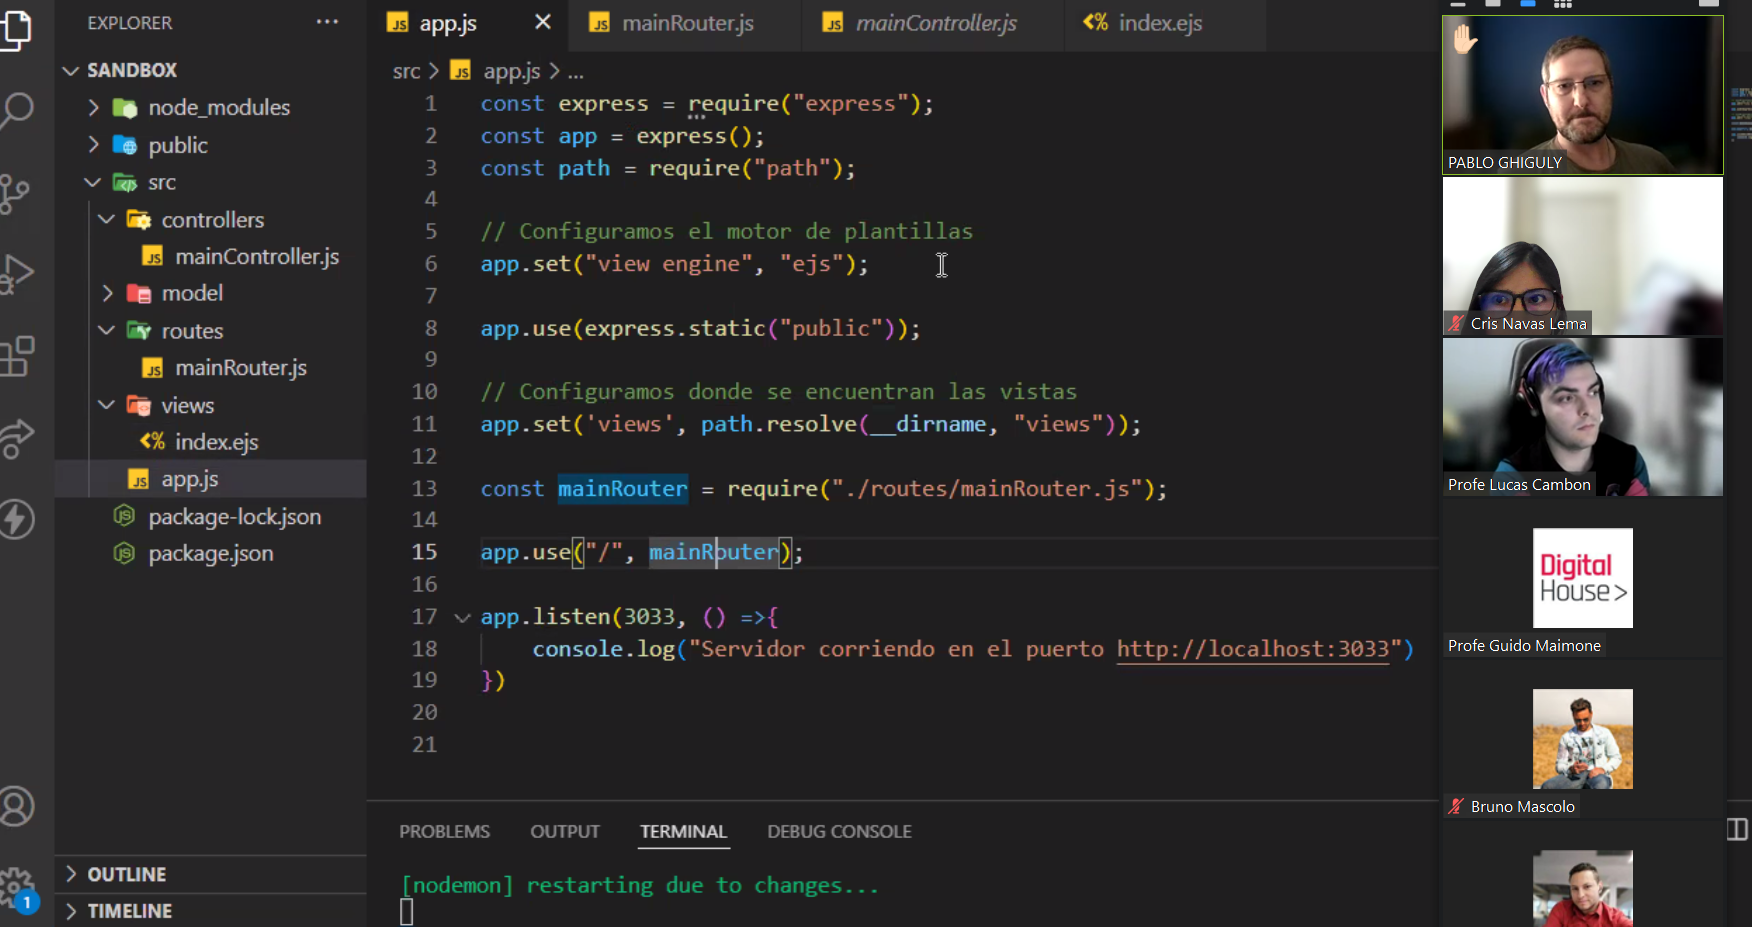 EXPLORER
SANDBOX
node_modules
public
src
controllers
mainController.js
model
routes
mainRouter.js
views
index.ejs
app.js
package-lock.json
package.json
OUTLINE
TIMELINE
1
JS app.js
JS mainRouter.js
JS mainController.js
<% index.ejs
src > JS app.js > ...
1 const express = require("express");
2 const app = express();
3 const path = require("path");
4
5 // Configuramos el motor de plantillas
6 app.set("view engine", "ejs");
7
8 app.use(express.static("public"));
9
10 // Configuramos donde se encuentran las vistas
11 app.set('views', path.resolve(__dirname, "views"));
12
13 const mainRouter = require("./routes/mainRouter.js");
14
15 app.use("/", mainRouter);
16
17 app.listen(3033, () =>{
18 console.log("Servidor corriendo en el puerto http://localhost:3033")
19 })
20
21
PROBLEMS OUTPUT TERMINAL DEBUG CONSOLE
[nodemon] restarting due to changes...
PABLO GHIGULY
Cris Navas Lema
Profe Lucas Cambon
Digital
House>
Profe Guido Maimone
Bruno Mascolo